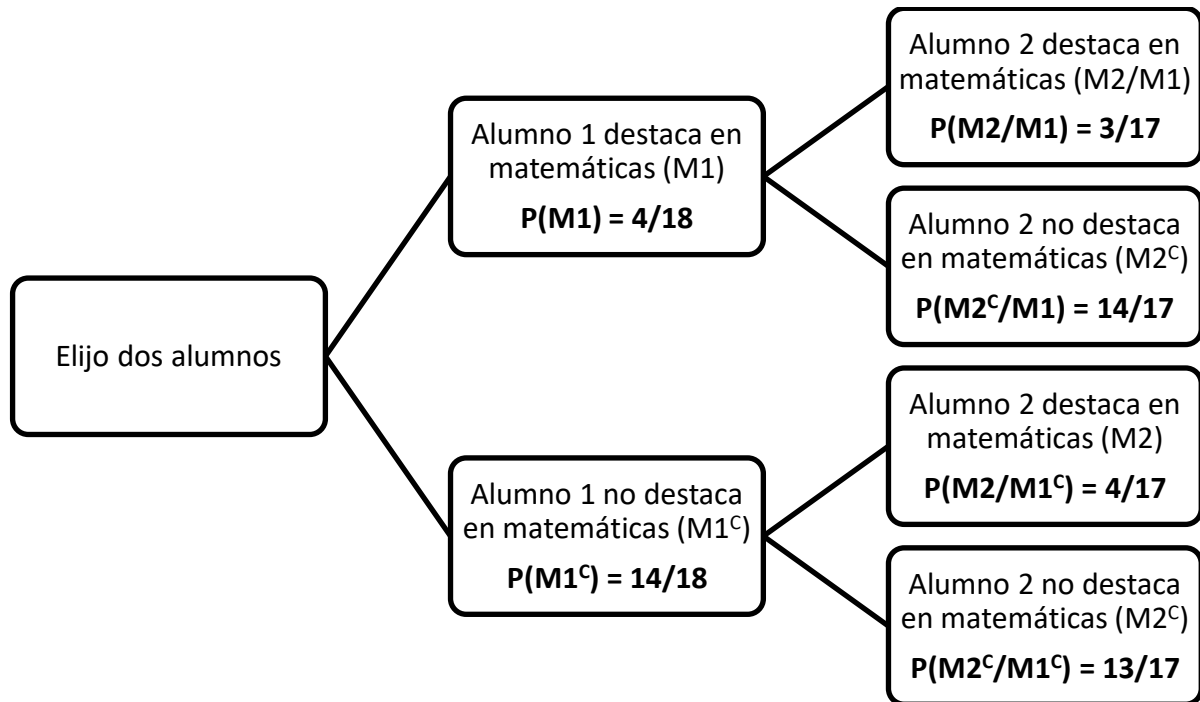 Elijo dos alumnos
Alumno 1 destaca en
matemáticas (M1)
P(M1) = 4/18
Alumno 2 destaca en
matemáticas (M2/M1)
P(M2/M1) = 3/17
Alumno 2 no destaca
en matemáticas (M2ᶜ)
P(M2ᶜ/M1) = 14/17
Alumno 1 no destaca
en matemáticas (M1ᶜ)
P(M1ᶜ) = 14/18
Alumno 2 destaca en
matemáticas (M2)
P(M2/M1ᶜ) = 4/17
Alumno 2 no destaca
en matemáticas (M2ᶜ)
P(M2ᶜ/M1ᶜ) = 13/17